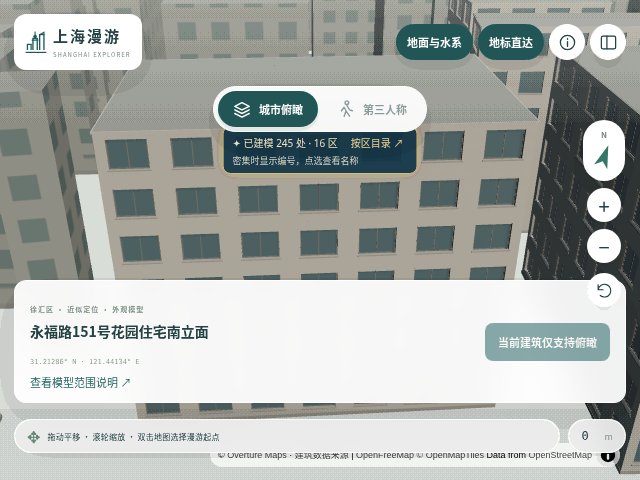 上海漫游
SHANGHAI EXPLORER
地面与水系
地标直达
城市俯瞰
第三人称
✦ 已建模 245 处 · 16 区 按区目录 ↗
密集时显示编号，点选查看名称
N
+
−
徐汇区 · 近似定位 · 外观模型
永福路151号花园住宅南立面
31.21286° N · 121.44134° E
查看模型范围说明 ↗
当前建筑仅支持俯瞰
拖动平移 · 滚轮缩放 · 双击地图选择漫游起点
0 m
© Overture Maps · 建筑数据来源 | OpenFreeMap © OpenMapTiles Data from OpenStreetMap